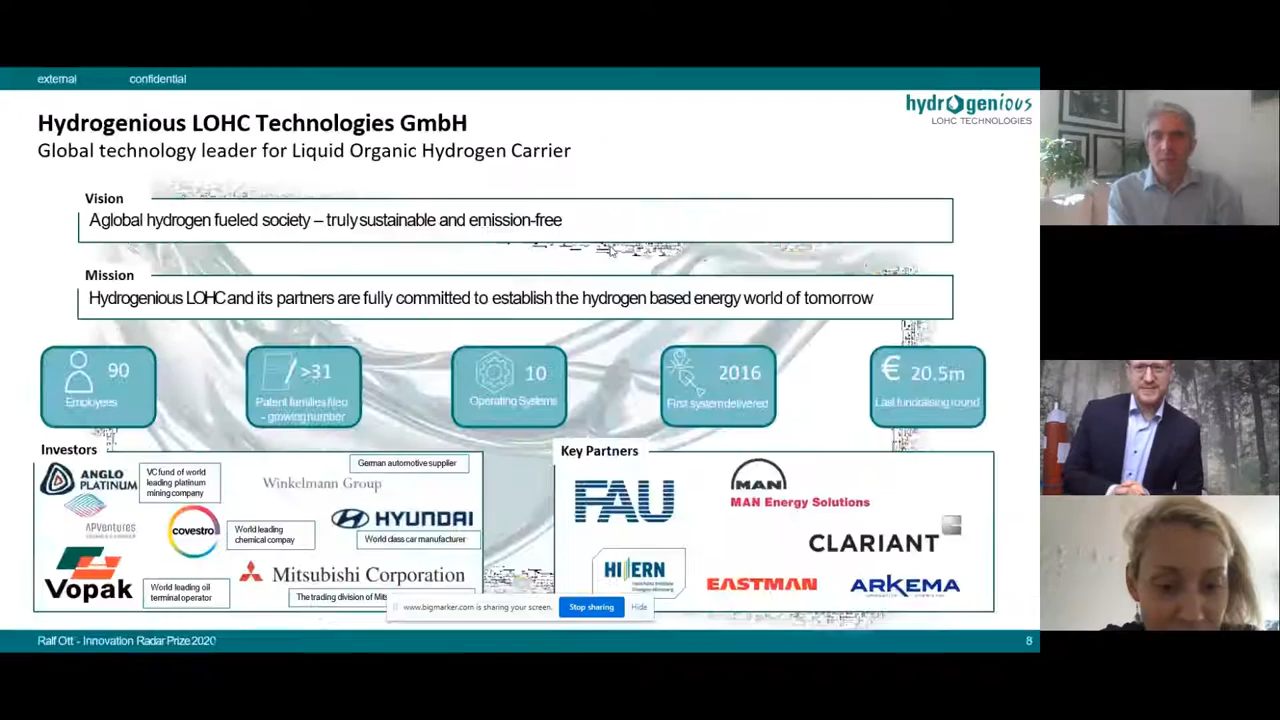 external confidential
hydrogenious
LOHC TECHNOLOGIES
Hydrogenious LOHC Technologies GmbH
Global technology leader for Liquid Organic Hydrogen Carrier
Vision
Aglobal hydrogen fueled society – truly sustainable and emission-free
Mission
Hydrogenious LOHC and its partners are fully committed to establish the hydrogen based energy world of tomorrow
90
Employees
>31
Patent families filed
– growing number
10
Operating Systems
2016
First system delivered
€ 20.5m
Last fundraising round
Investors
ANGLO
PLATINUM
VC fund of world
leading platinum
mining company
APVentures
German automotive supplier
Winkelmann Group
covestro
World leading
chemical compay
HYUNDAI
World class car manufacturer
Vopak
World leading oil
terminal operator
Mitsubishi Corporation
The trading division of Mits
Key Partners
FAU
MAN
MAN Energy Solutions
CLARIANT
HI ERN
EASTMAN
ARKEMA
www.bigmarker.com is sharing your screen.
Stop sharing
Hide
Ralf Ott - Innovation Radar Prize 2020
8